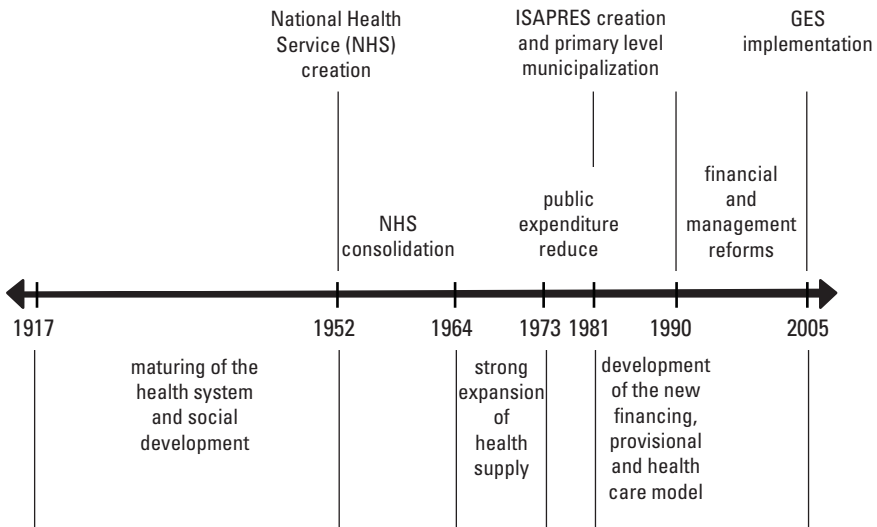 National Health
Service (NHS)
creation
ISAPRES creation
and primary level
municipalization
GES
implementation
NHS
consolidation
public
expenditure
reduce
financial
and
management
reforms
1917
1952
1964
1973
1981
1990
2005
maturing of the
health system
and social
development
strong
expansion
of
health
supply
development
of the new
financing,
provisional
and health
care model